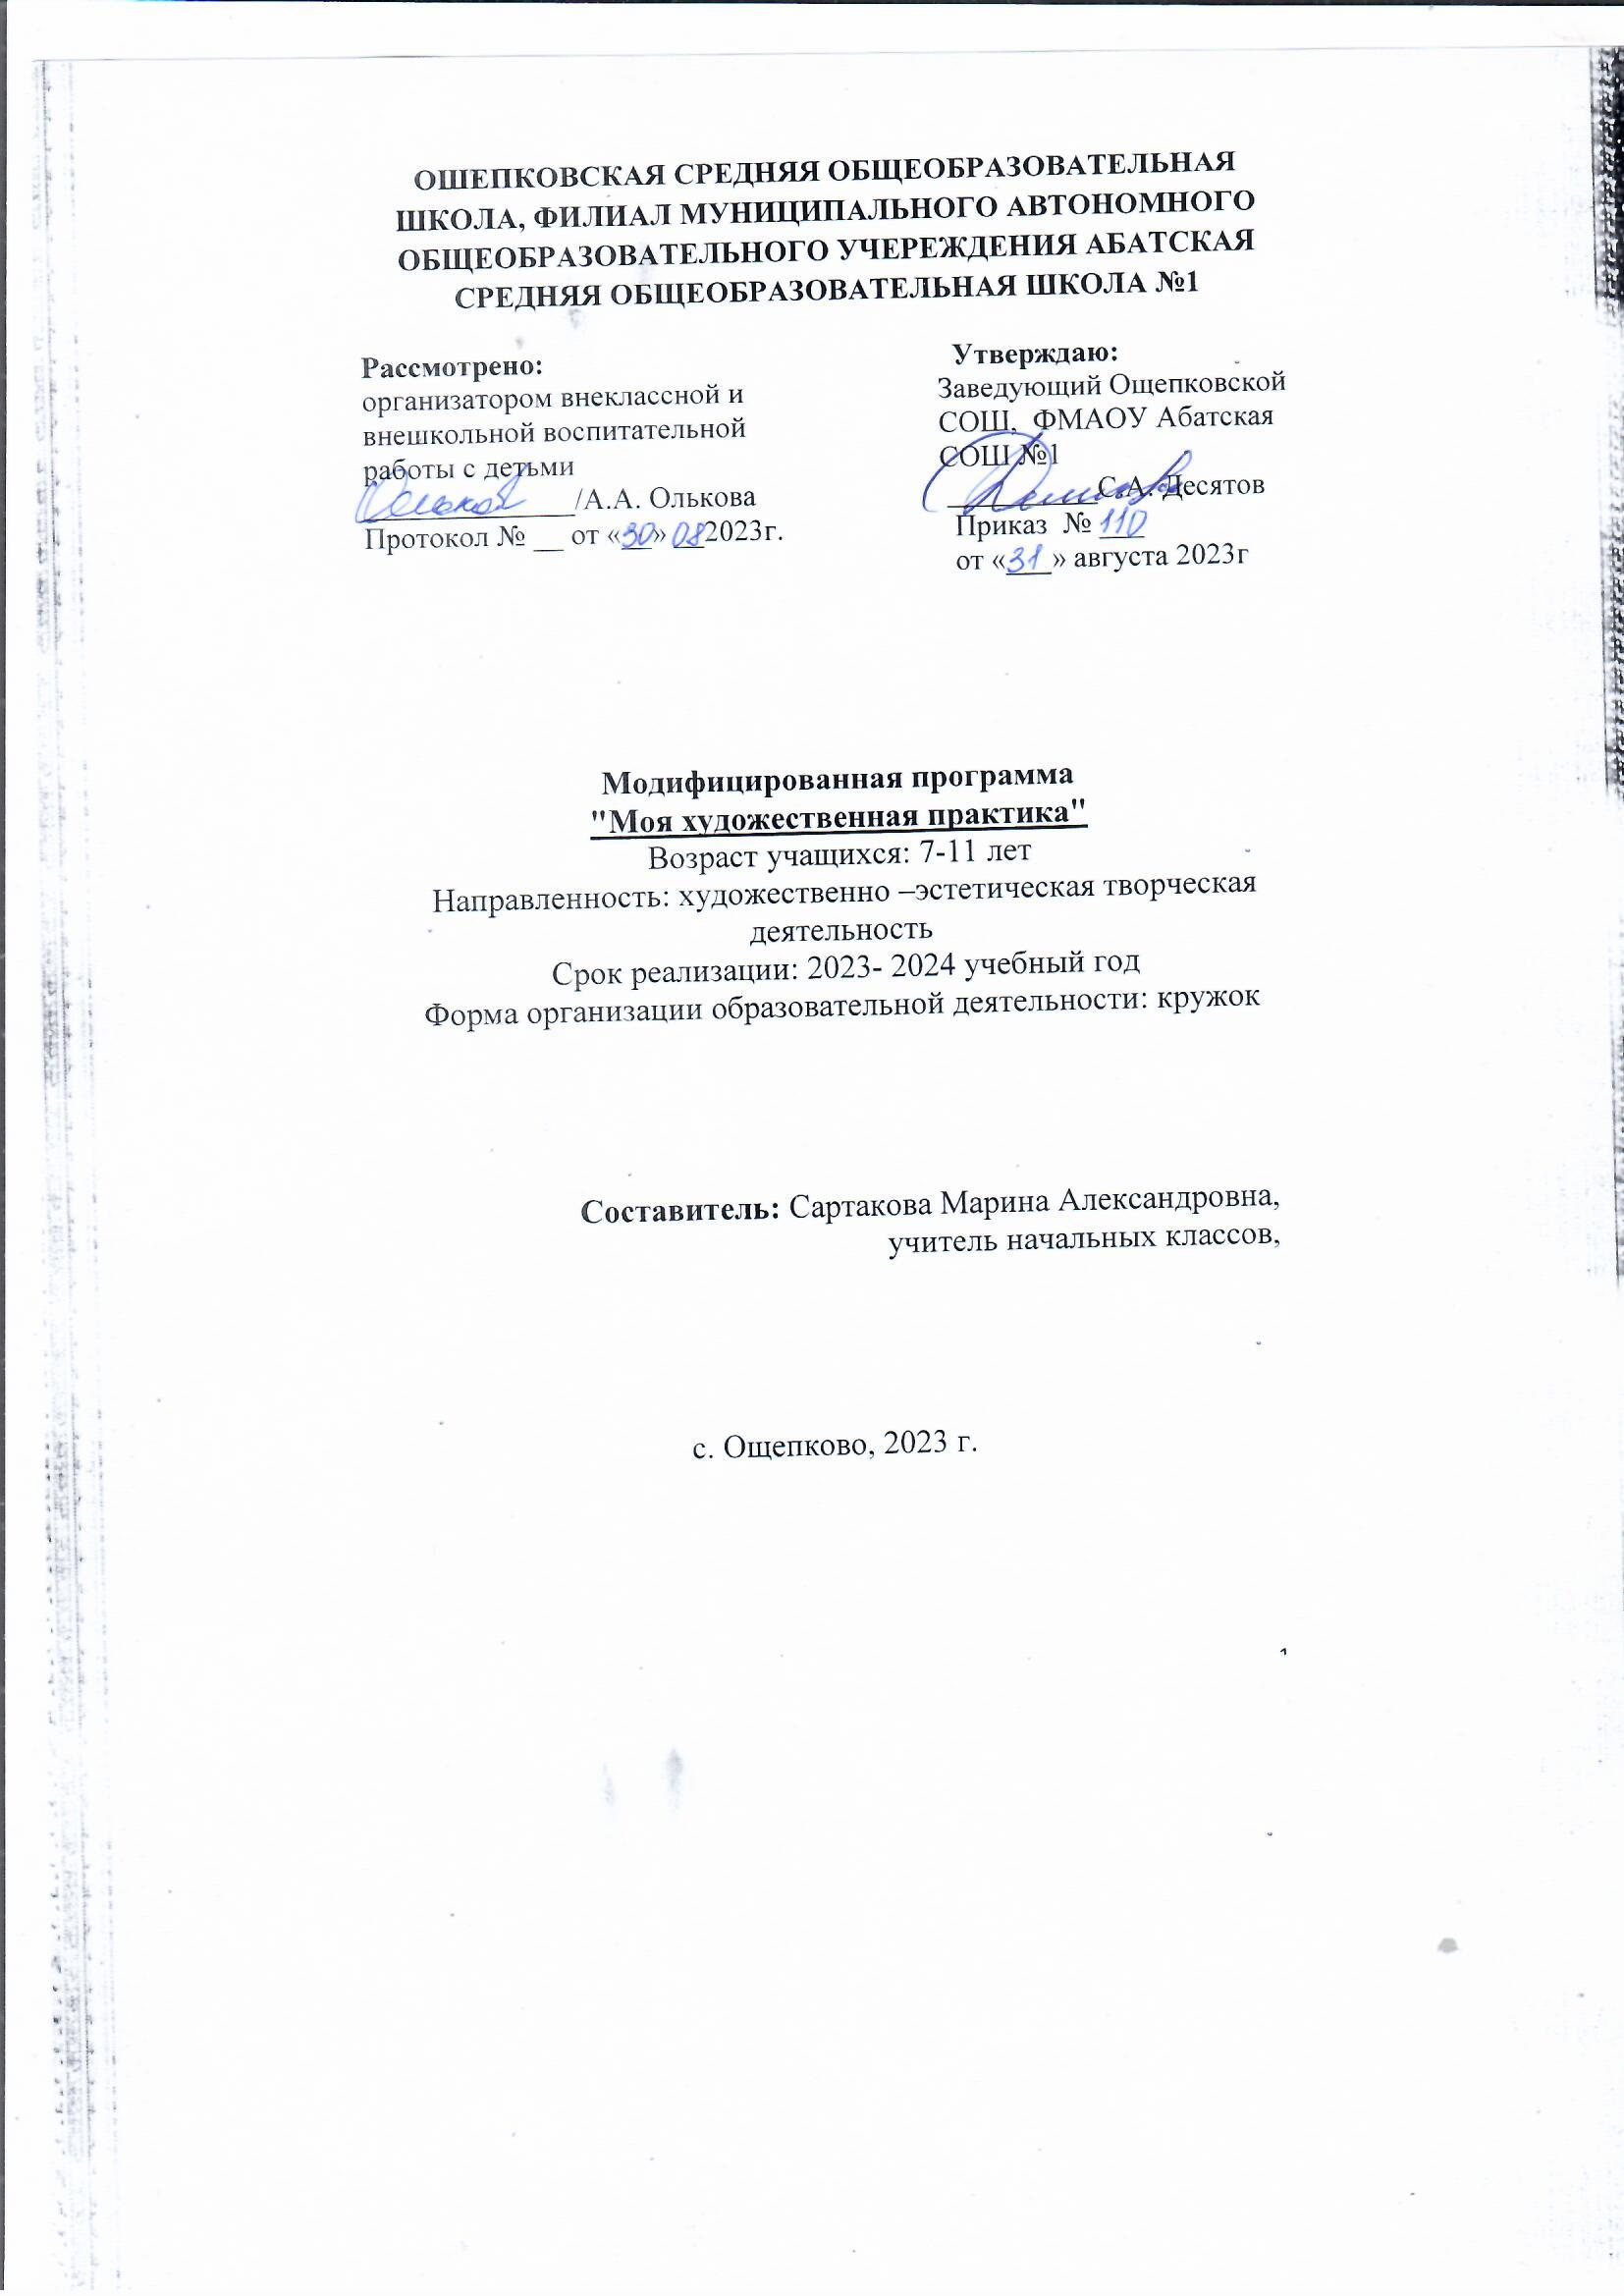 ОШЕПКОВСКАЯ СРЕДНЯЯ ОБЩЕОБРАЗОВАТЕЛЬНАЯ
ШКОЛА, ФИЛИАЛ МУНИЦИПАЛЬНОГО АВТОНОМНОГО
ОБЩЕОБРАЗОВАТЕЛЬНОГО УЧЕРЕЖДЕНИЯ АБАТСКАЯ
СРЕДНЯЯ ОБЩЕОБРАЗОВАТЕЛЬНАЯ ШКОЛА №1
Рассмотрено:
организатором внеклассной и
внешкольной воспитательной
работы с детьми
/А.А. Олькова
Протокол № __ от «30» 08 2023г.
Утверждаю:
Заведующий Ощепковской
СОШ, ФМАОУ Абатская
СОШ №1
С.А. Десятов
Приказ № 110
от «31» августа 2023г
Модифицированная программа
"Моя художественная практика"
Возраст учащихся: 7-11 лет
Направленность: художественно –эстетическая творческая
деятельность
Срок реализации: 2023- 2024 учебный год
Форма организации образовательной деятельности: кружок
Составитель: Сартакова Марина Александровна,
учитель начальных классов,
с. Ощепково, 2023 г.